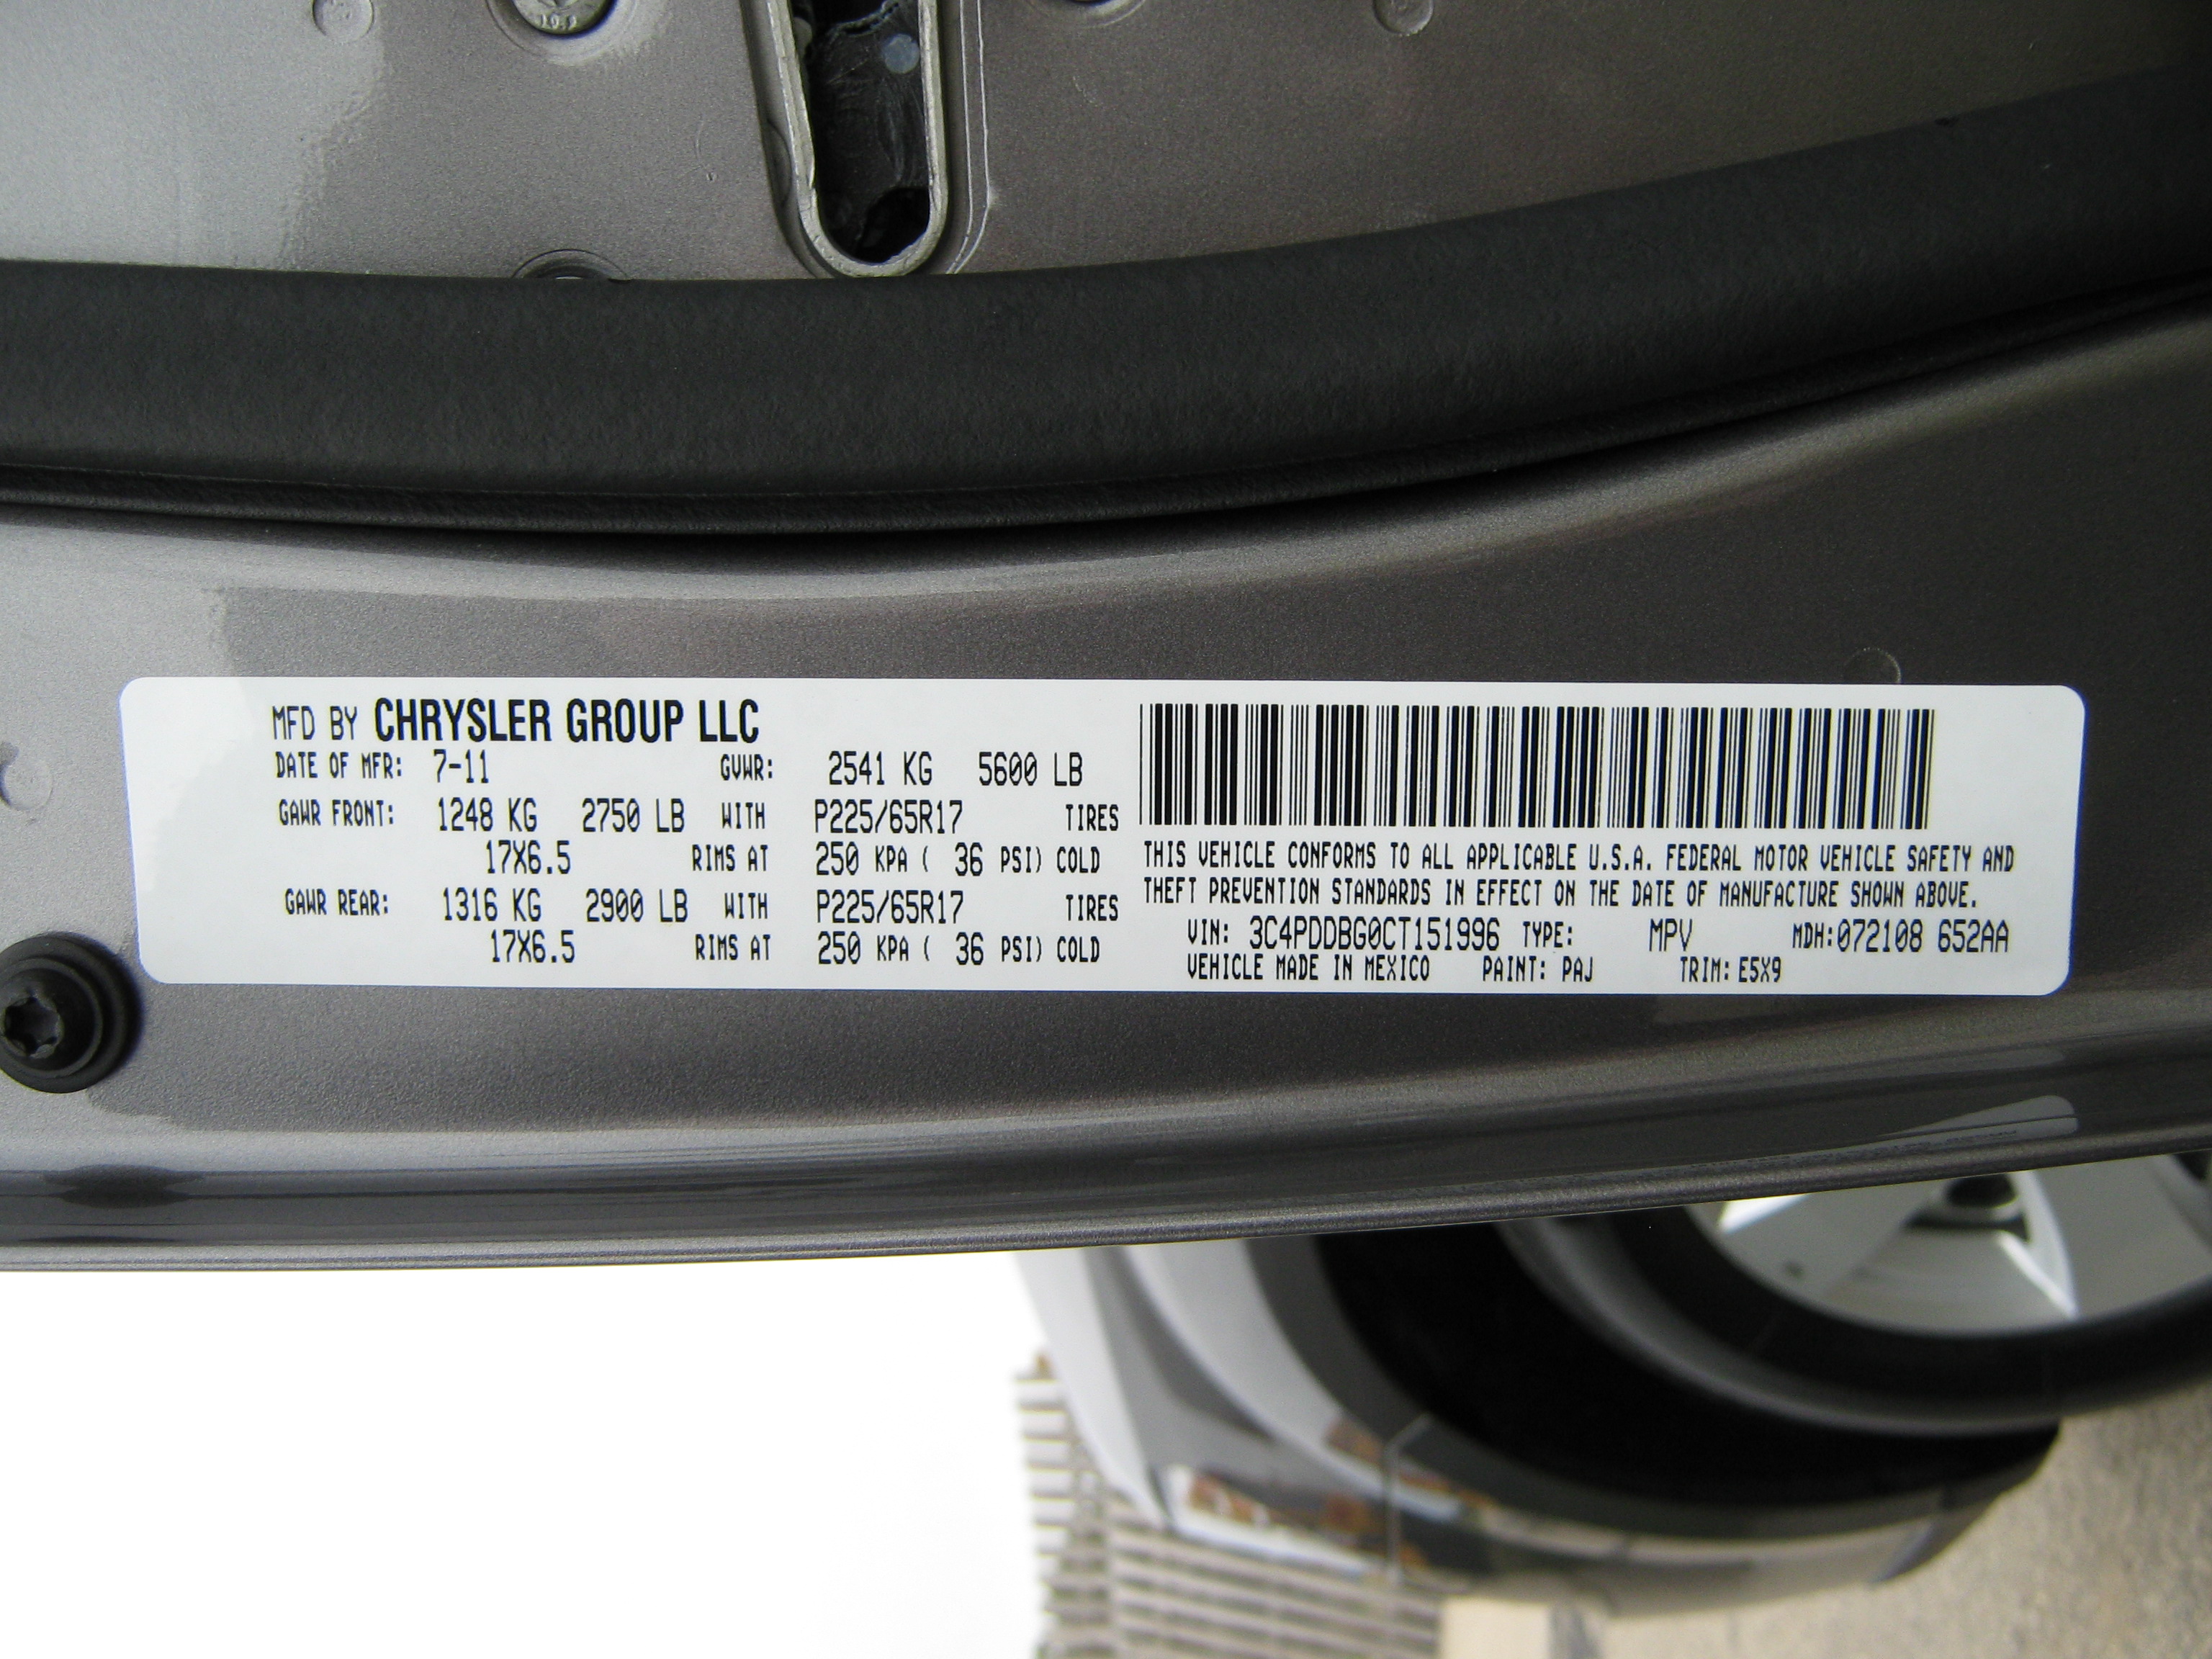 MFD BY CHRYSLER GROUP LLC
DATE OF MFR: 7-11 GVWR: 2541 KG 5600 LB
GAWR FRONT: 1248 KG 2750 LB WITH P225/65R17 TIRES
17X6.5 RIMS AT 250 KPA ( 36 PSI) COLD
GAWR REAR: 1316 KG 2900 LB WITH P225/65R17 TIRES
17X6.5 RIMS AT 250 KPA ( 36 PSI) COLD
THIS VEHICLE CONFORMS TO ALL APPLICABLE U.S.A. FEDERAL MOTOR VEHICLE SAFETY AND
THEFT PREVENTION STANDARDS IN EFFECT ON THE DATE OF MANUFACTURE SHOWN ABOVE.
VIN: 3C4PDDBG0CT151996 TYPE: MPV MDH:072108 652AA
VEHICLE MADE IN MEXICO PAINT: PAJ TRIM: E5X9